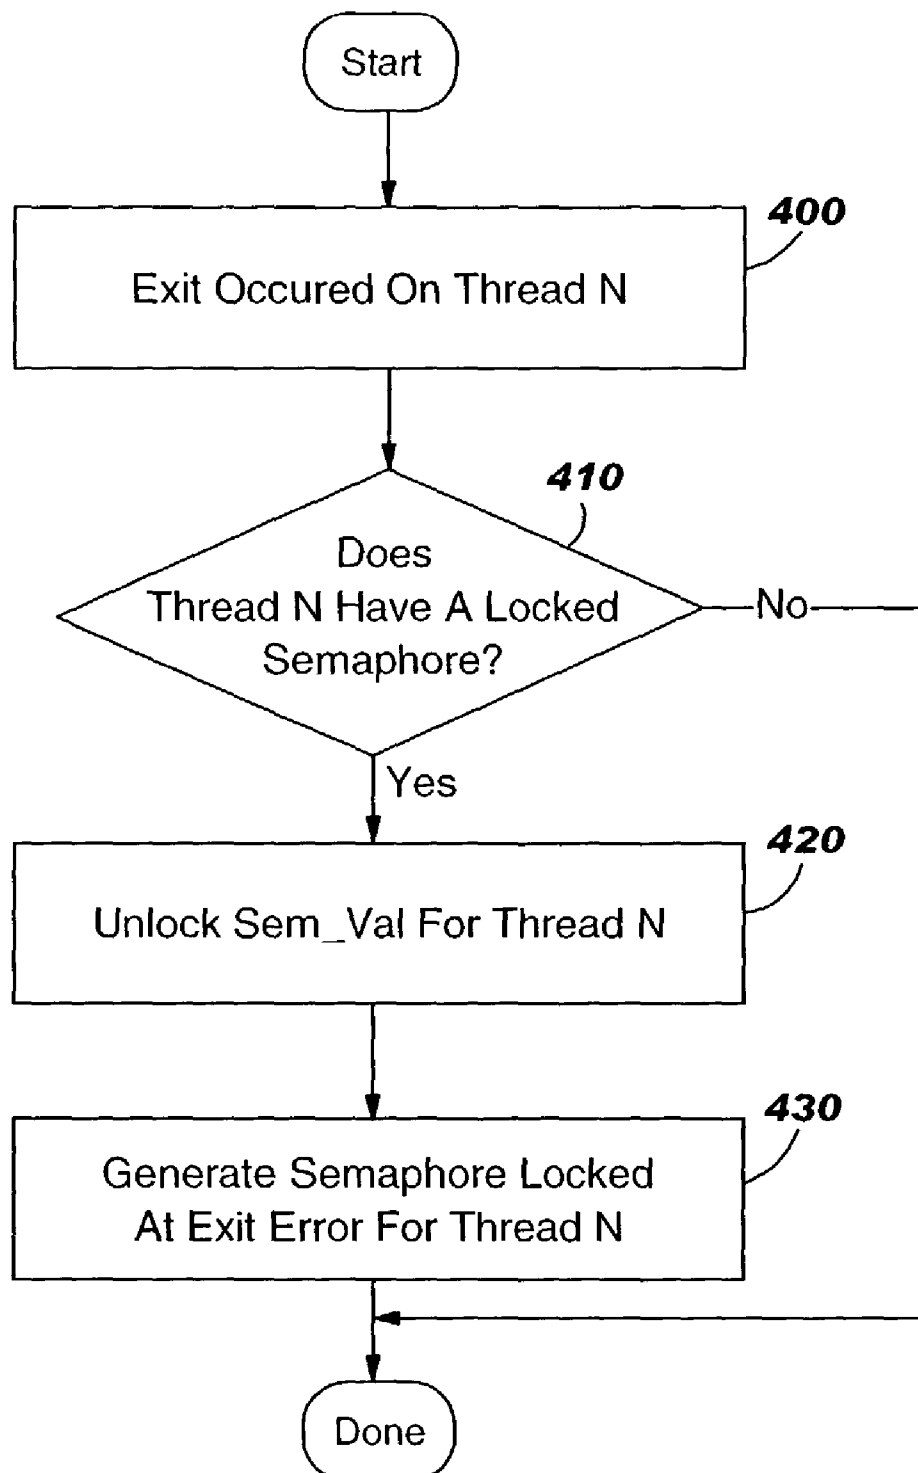 Start
400
Exit Occured On Thread N
410
Does
Thread N Have A Locked
Semaphore?
No
Yes
420
Unlock Sem_Val For Thread N
430
Generate Semaphore Locked
At Exit Error For Thread N
Done